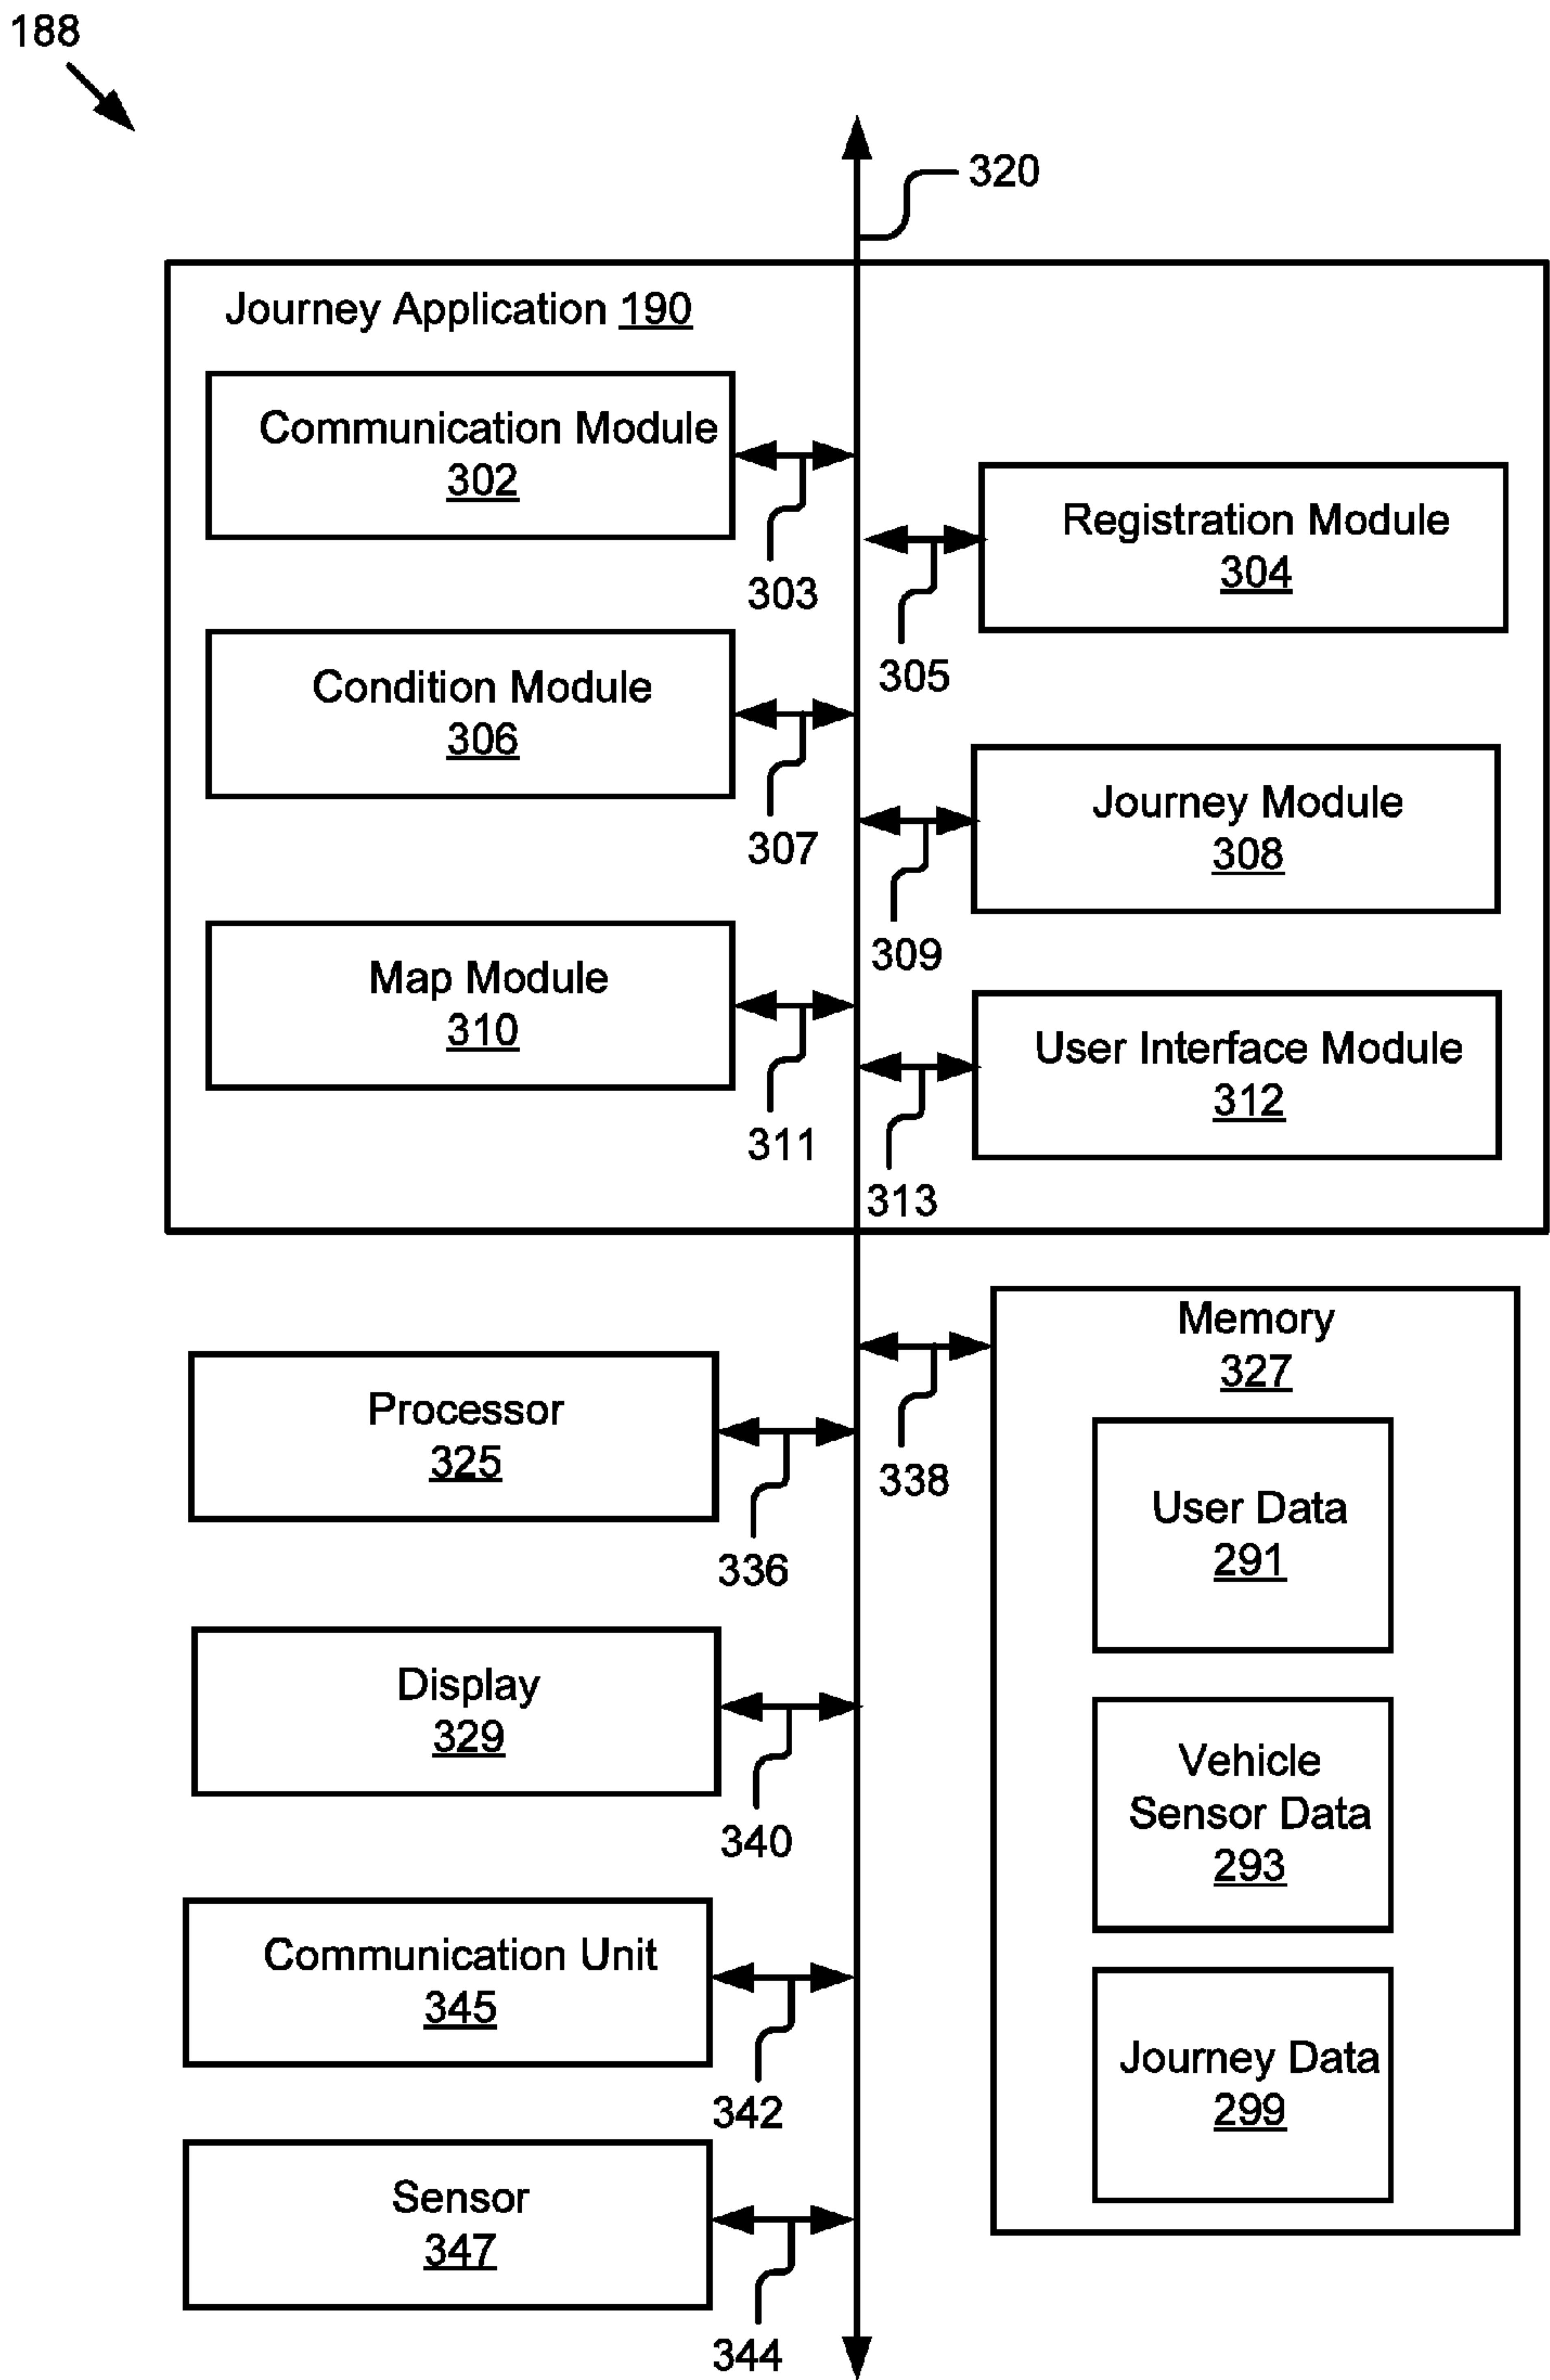 188
320
Journey Application 190
Communication Module
302
303
Registration Module
304
305
Condition Module
306
307
Journey Module
308
309
Map Module
310
311
User Interface Module
312
313
Memory
327
338
Processor
325
336
User Data
291
Display
329
340
Vehicle
Sensor Data
293
Communication Unit
345
342
Journey Data
299
Sensor
347
344